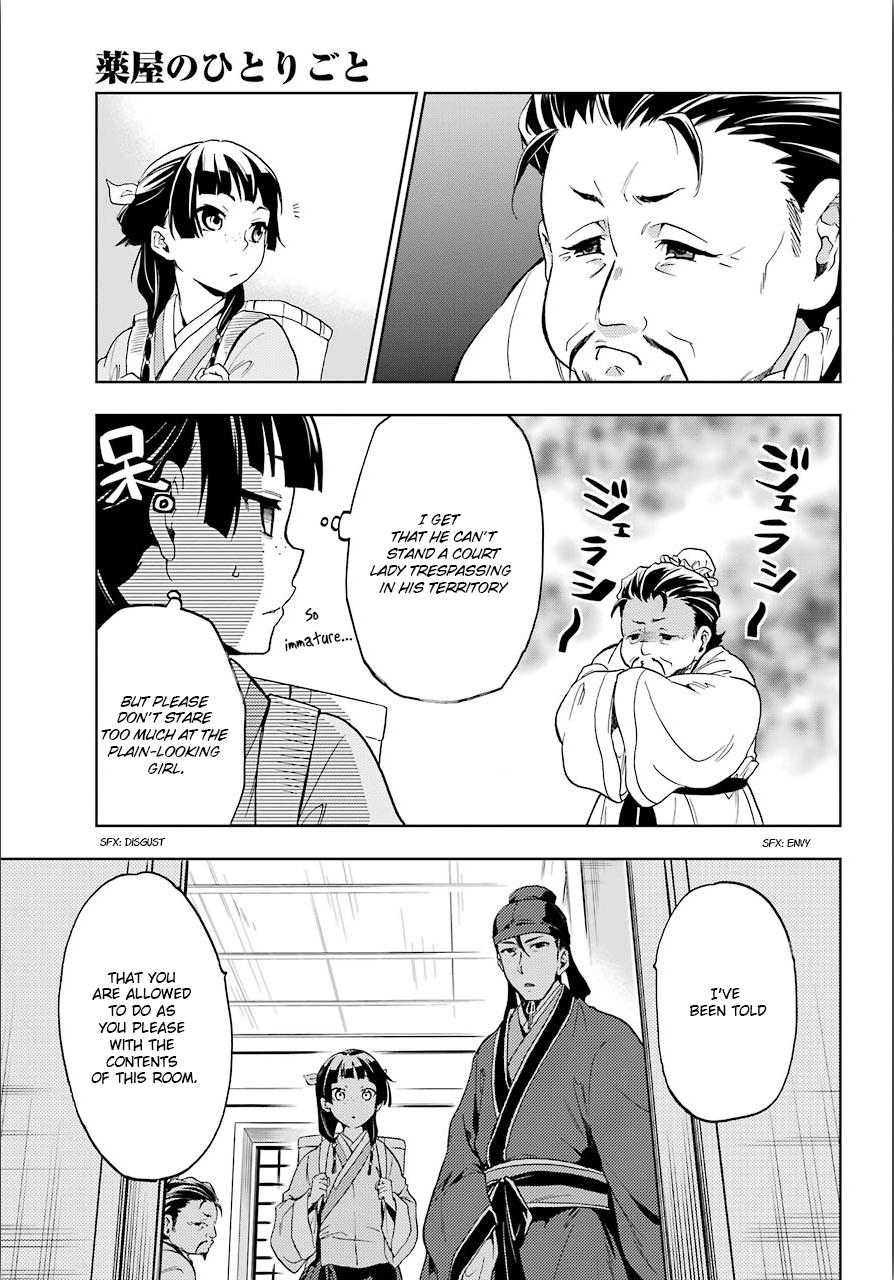 薬屋のひとりごと
ジェラシ〜
ジェラシ〜
I GET
THAT HE CAN'T
STAND A COURT
LADY TRESPASSING
IN HIS TERRITORY
呆
So
immature...
BUT PLEASE
DON'T STARE
TOO MUCH AT THE
PLAIN-LOOKING
GIRL.
SFX: ENVY
SFX: DISGUST
I'VE
BEEN TOLD
THAT YOU
ARE ALLOWED
TO DO AS
YOU PLEASE
WITH THE
CONTENTS
OF THIS ROOM.